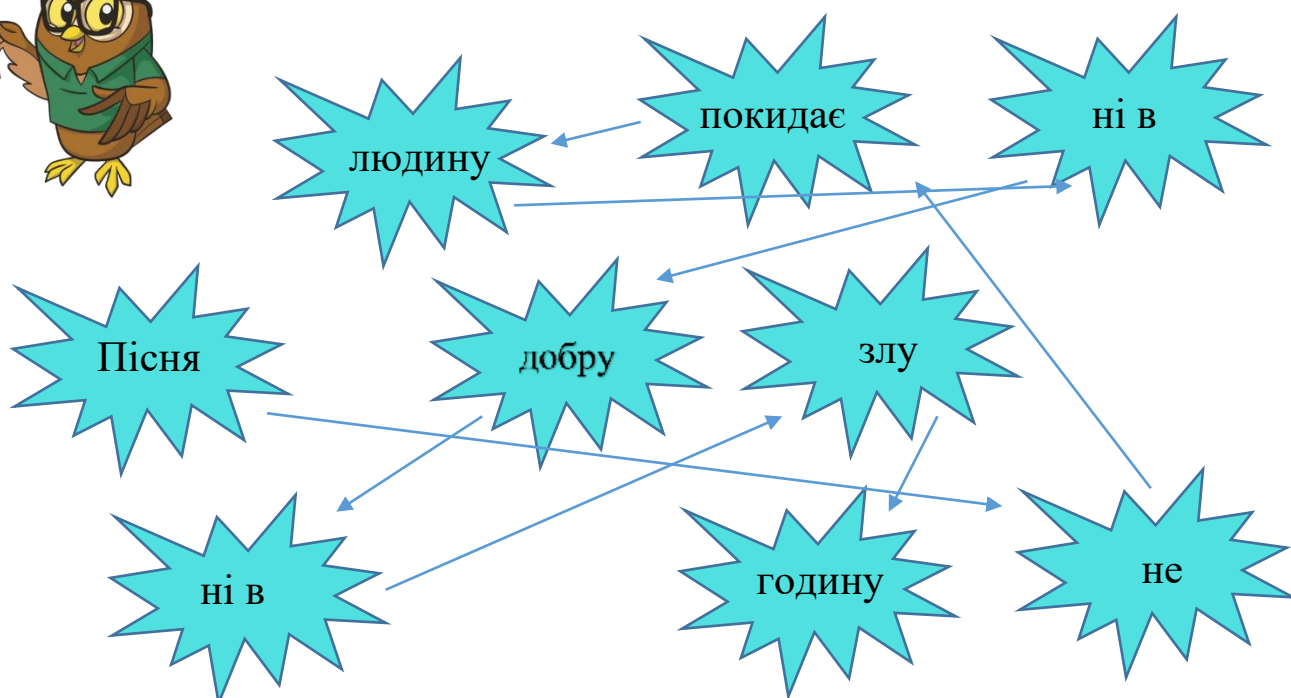 людину
покидає
ні в
Пісня
добру
злу
ні в
годину
не